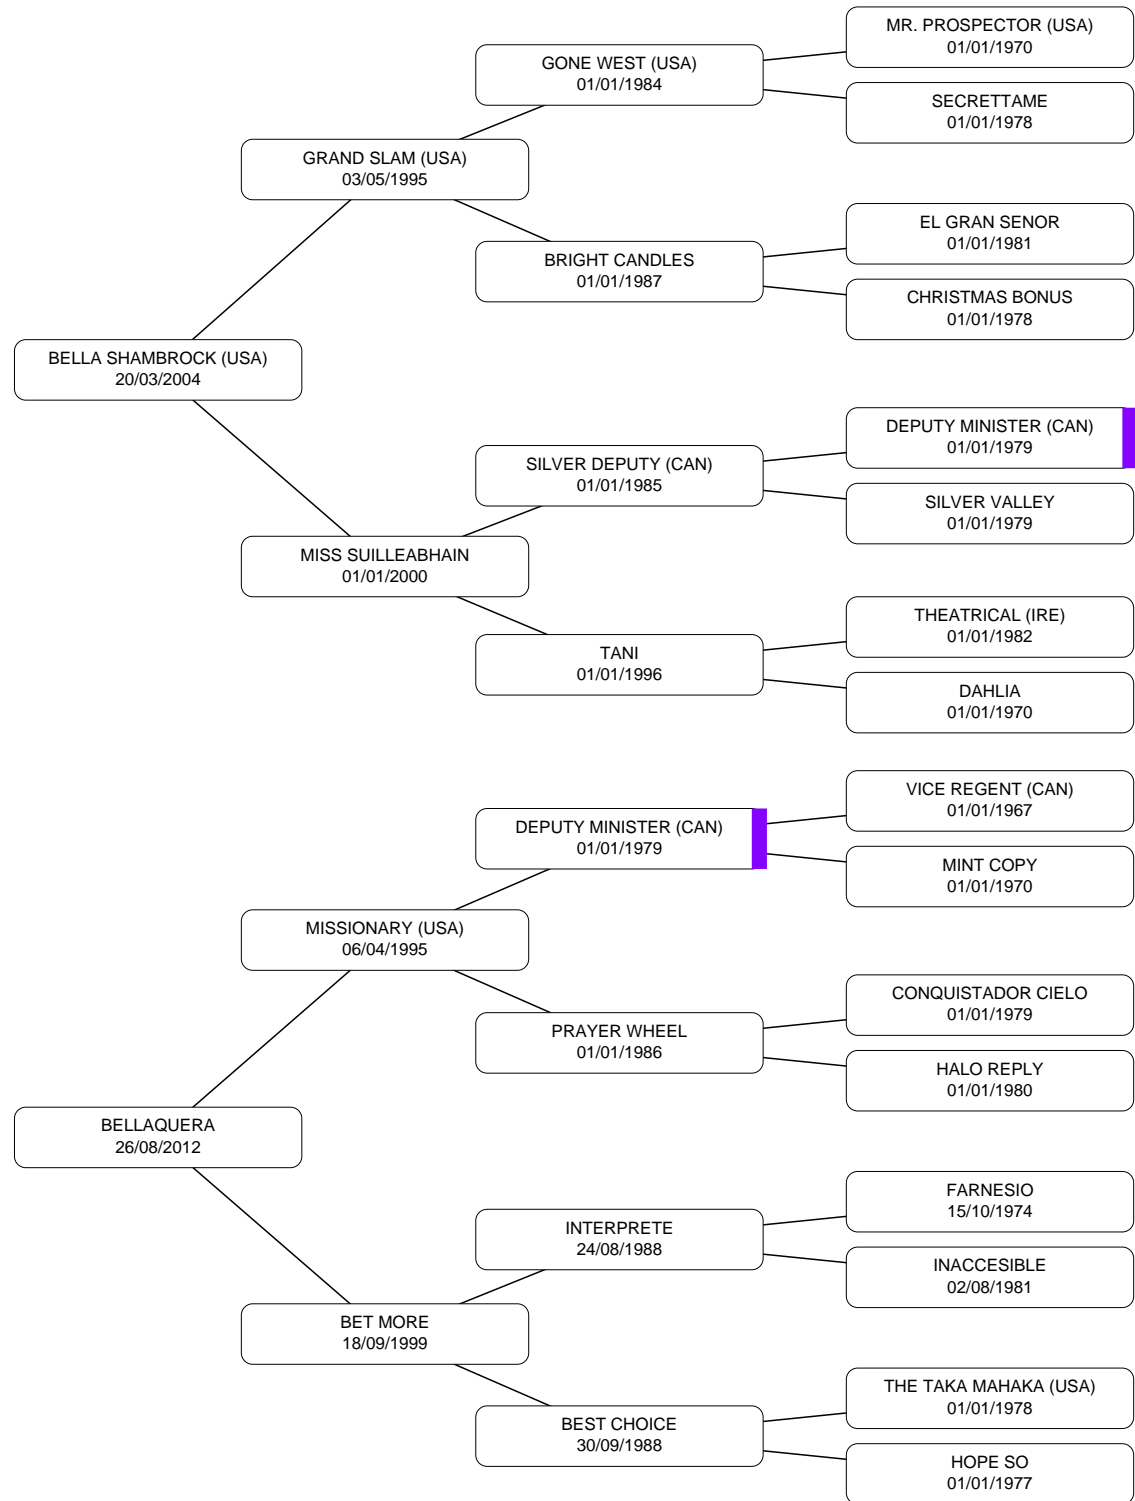 MR. PROSPECTOR (USA)
01/01/1970
GONE WEST (USA)
01/01/1984
SECRETTAME
01/01/1978
GRAND SLAM (USA)
03/05/1995
EL GRAN SENOR
01/01/1981
BRIGHT CANDLES
01/01/1987
CHRISTMAS BONUS
01/01/1978
BELLA SHAMBROCK (USA)
20/03/2004
DEPUTY MINISTER (CAN)
01/01/1979
SILVER DEPUTY (CAN)
01/01/1985
SILVER VALLEY
01/01/1979
MISS SUILLEABHAIN
01/01/2000
THEATRICAL (IRE)
01/01/1982
TANI
01/01/1996
DAHLIA
01/01/1970
VICE REGENT (CAN)
01/01/1967
DEPUTY MINISTER (CAN)
01/01/1979
MINT COPY
01/01/1970
MISSIONARY (USA)
06/04/1995
CONQUISTADOR CIELO
01/01/1979
PRAYER WHEEL
01/01/1986
HALO REPLY
01/01/1980
BELLAQUERA
26/08/2012
FARNESIO
15/10/1974
INTERPRETE
24/08/1988
INACCESIBLE
02/08/1981
BET MORE
18/09/1999
THE TAKA MAHAKA (USA)
01/01/1978
BEST CHOICE
30/09/1988
HOPE SO
01/01/1977